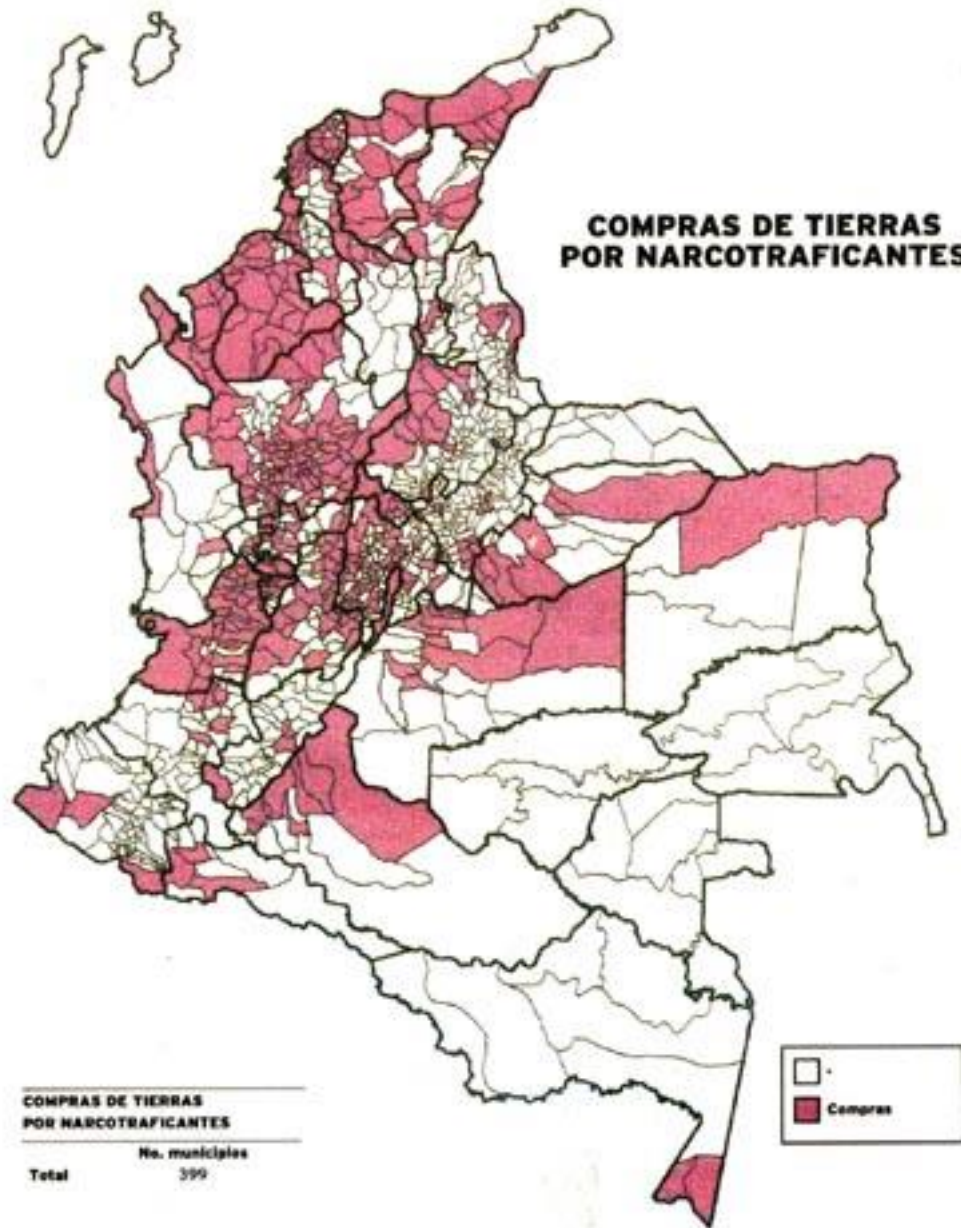 COMPRAS DE TIERRAS
POR NARCOTRAFICANTES
Compras
COMPRAS DE TIERRAS
POR NARCOTRAFICANTES
No. municipios
Total 399